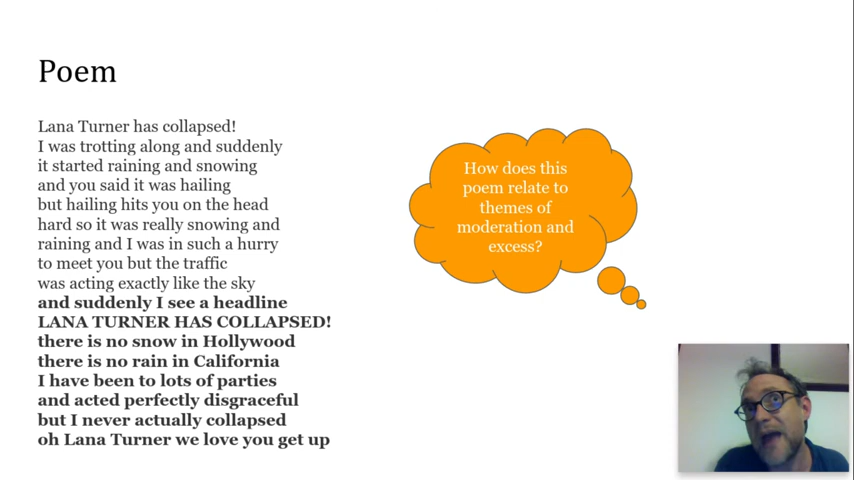 Poem
Lana Turner has collapsed!
I was trotting along and suddenly
it started raining and snowing
and you said it was hailing
but hailing hits you on the head
hard so it was really snowing and
raining and I was in such a hurry
to meet you but the traffic
was acting exactly like the sky
and suddenly I see a headline
LANA TURNER HAS COLLAPSED!
there is no snow in Hollywood
there is no rain in California
I have been to lots of parties
and acted perfectly disgraceful
but I never actually collapsed
oh Lana Turner we love you get up
How does this
poem relate to
themes of
moderation and
excess?